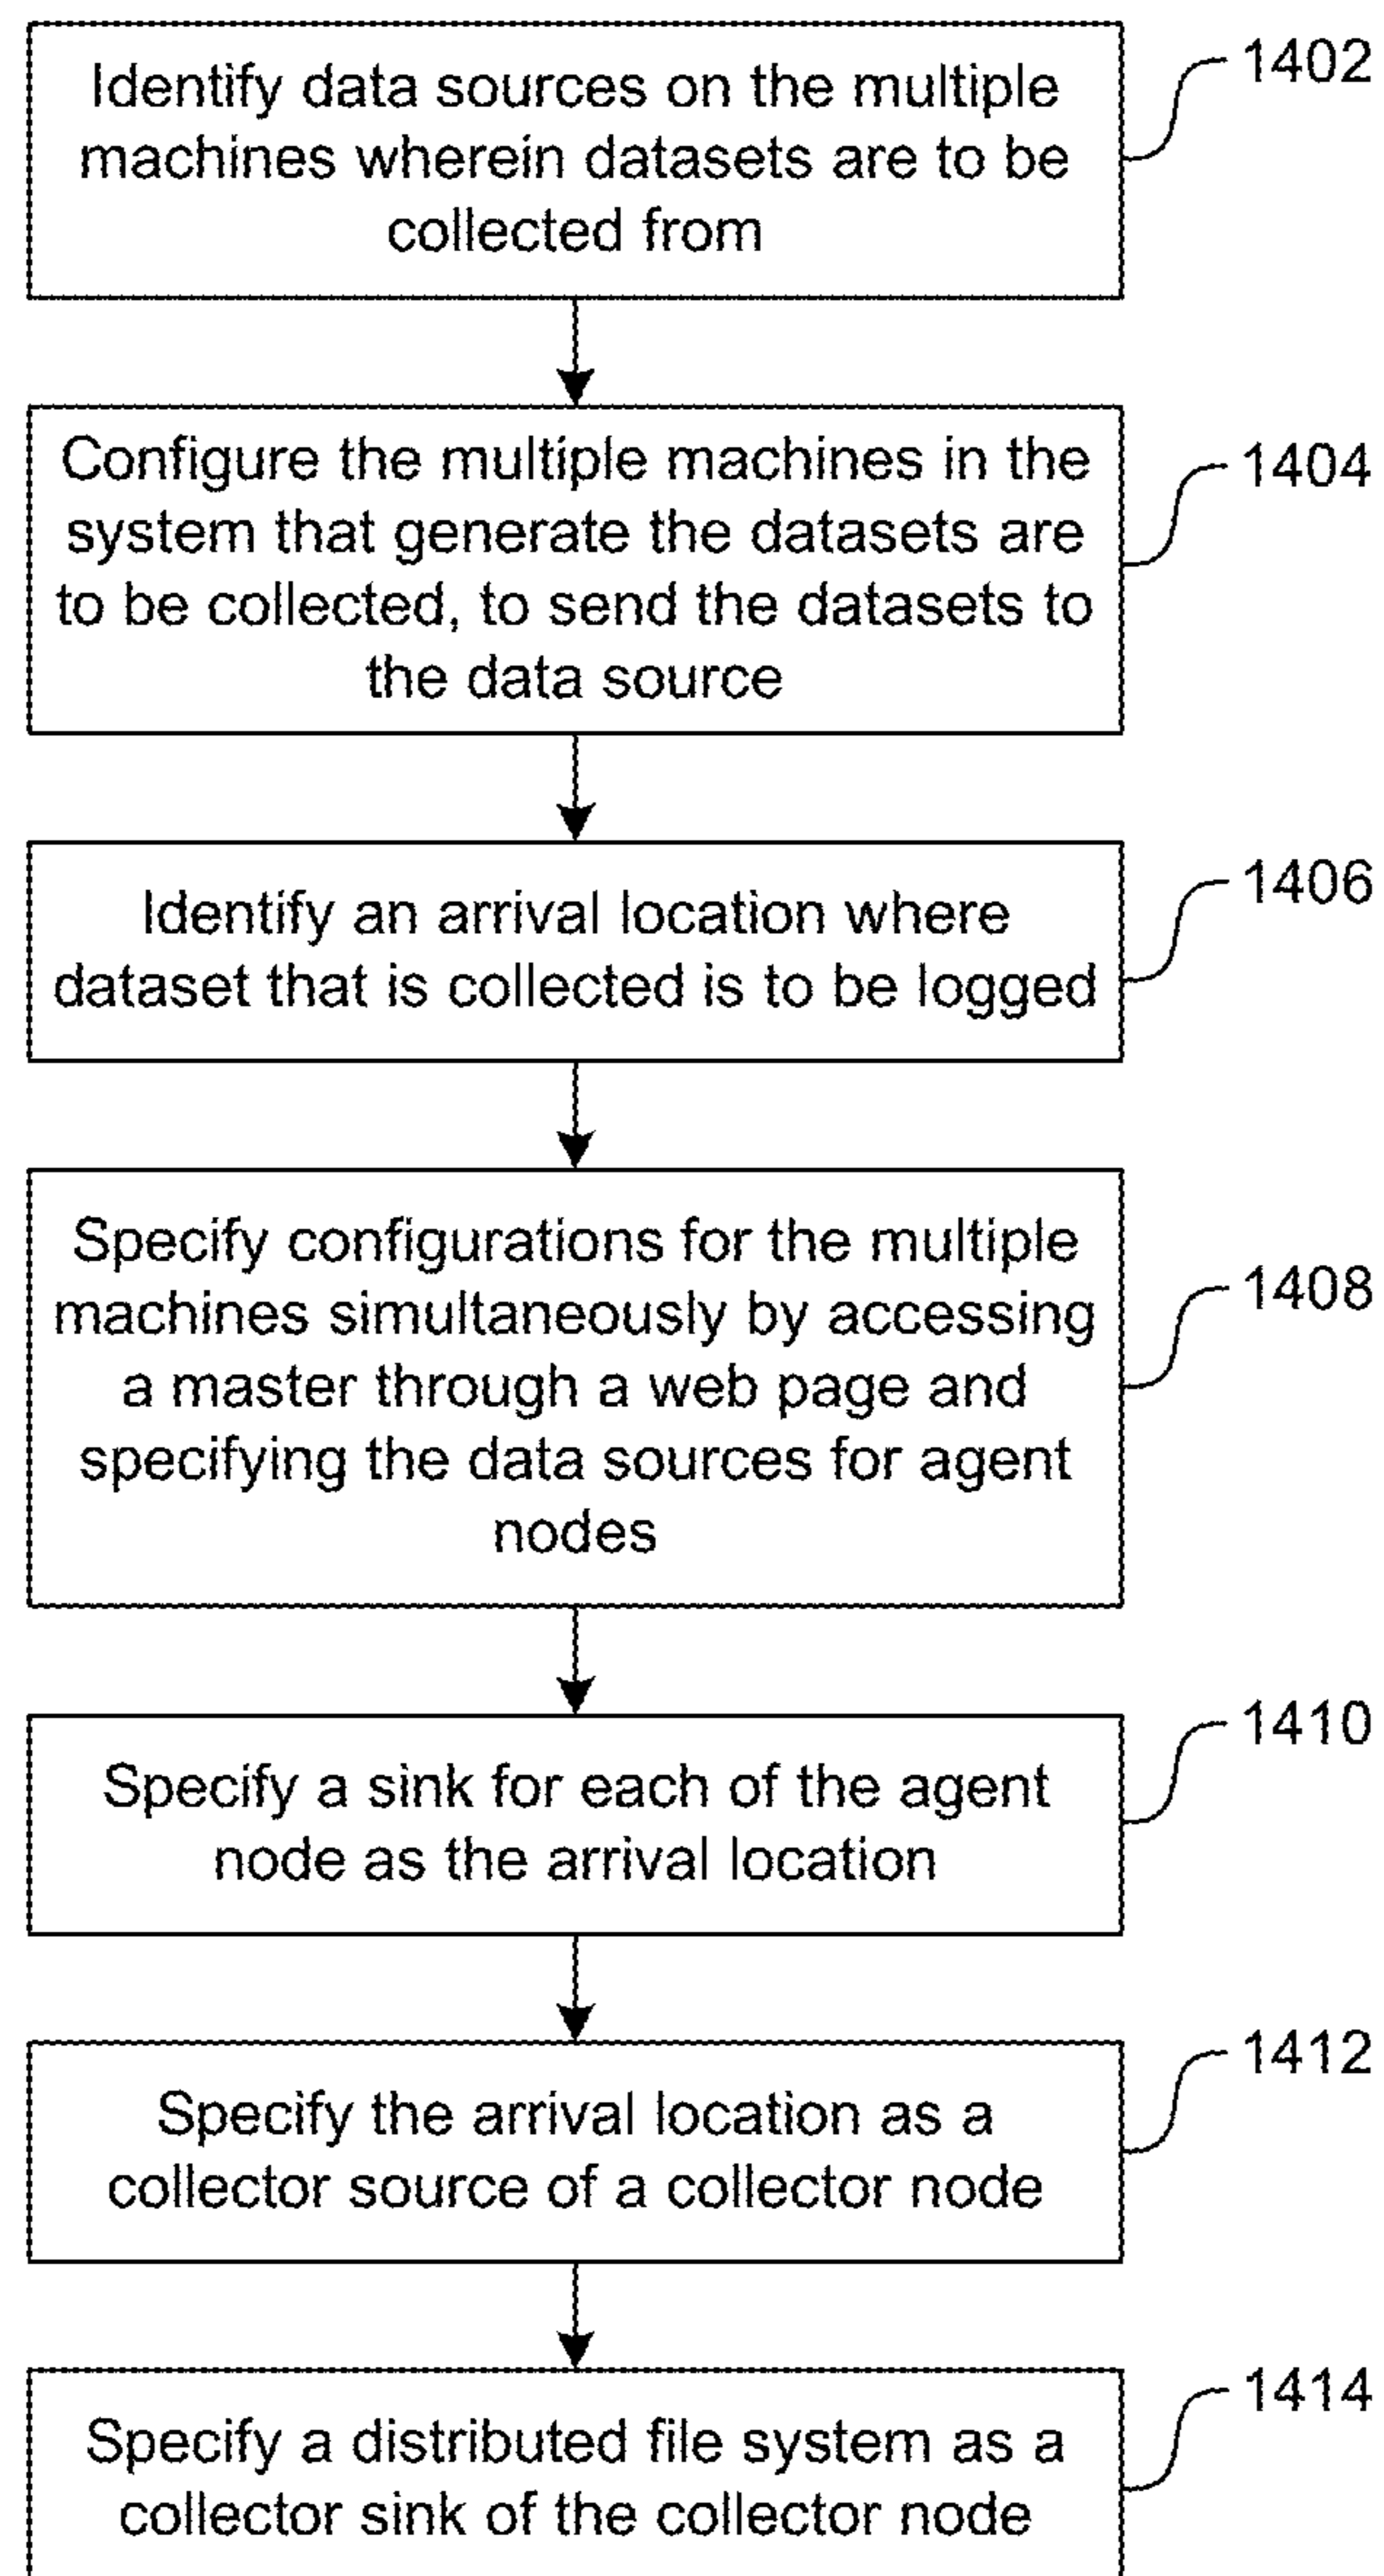 Identify data sources on the multiple
machines wherein datasets are to be
collected from
1402
Configure the multiple machines in the
system that generate the datasets are
to be collected, to send the datasets to
the data source
1404
Identify an arrival location where
dataset that is collected is to be logged
1406
Specify configurations for the multiple
machines simultaneously by accessing
a master through a web page and
specifying the data sources for agent
nodes
1408
Specify a sink for each of the agent
node as the arrival location
1410
Specify the arrival location as a
collector source of a collector node
1412
Specify a distributed file system as a
collector sink of the collector node
1414